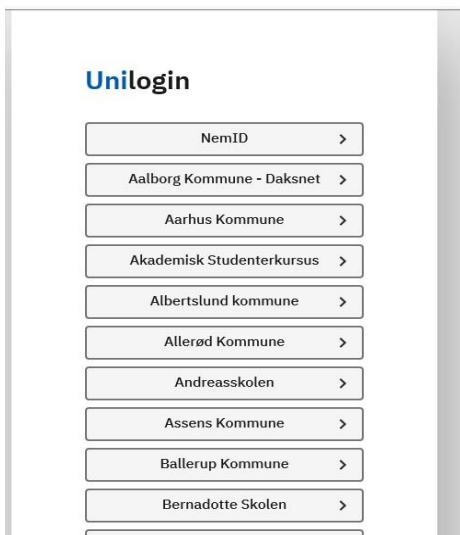 Unilogin
NemID
Aalborg Kommune - Daksnet
Aarhus Kommune
Akademisk Studenterkursus
Albertslund kommune
Allerød Kommune
Andreasskolen
Assens Kommune
Ballerup Kommune
Bernadotte Skolen